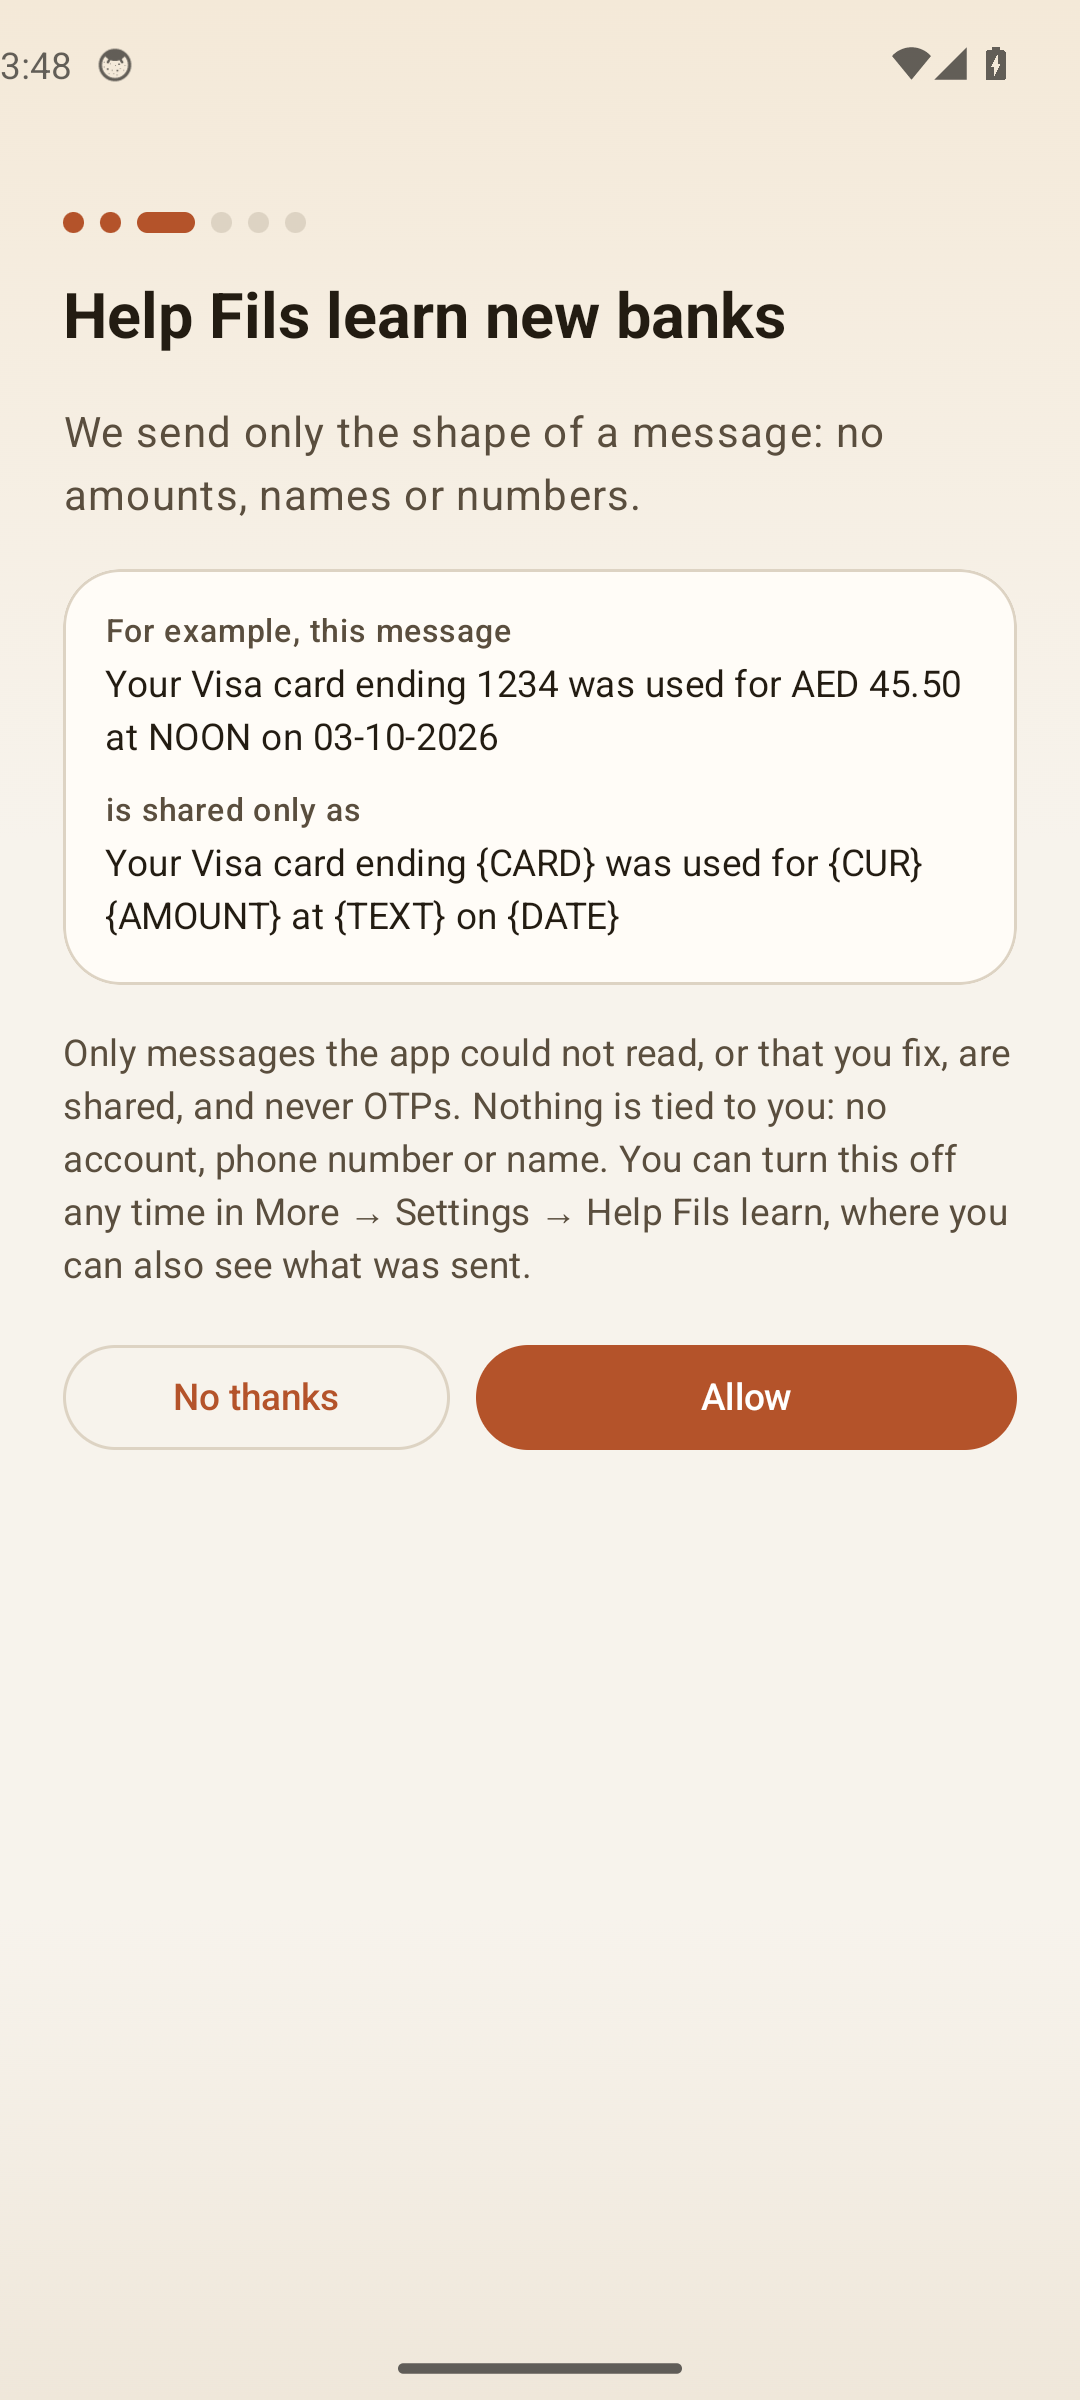 3:48
Help Fils learn new banks
We send only the shape of a message: no
amounts, names or numbers.
For example, this message
Your Visa card ending 1234 was used for AED 45.50
at NOON on 03-10-2026
is shared only as
Your Visa card ending {CARD} was used for {CUR}
{AMOUNT} at {TEXT} on {DATE}
Only messages the app could not read, or that you fix, are
shared, and never OTPs. Nothing is tied to you: no
account, phone number or name. You can turn this off
any time in More → Settings → Help Fils learn, where you
can also see what was sent.
No thanks
Allow